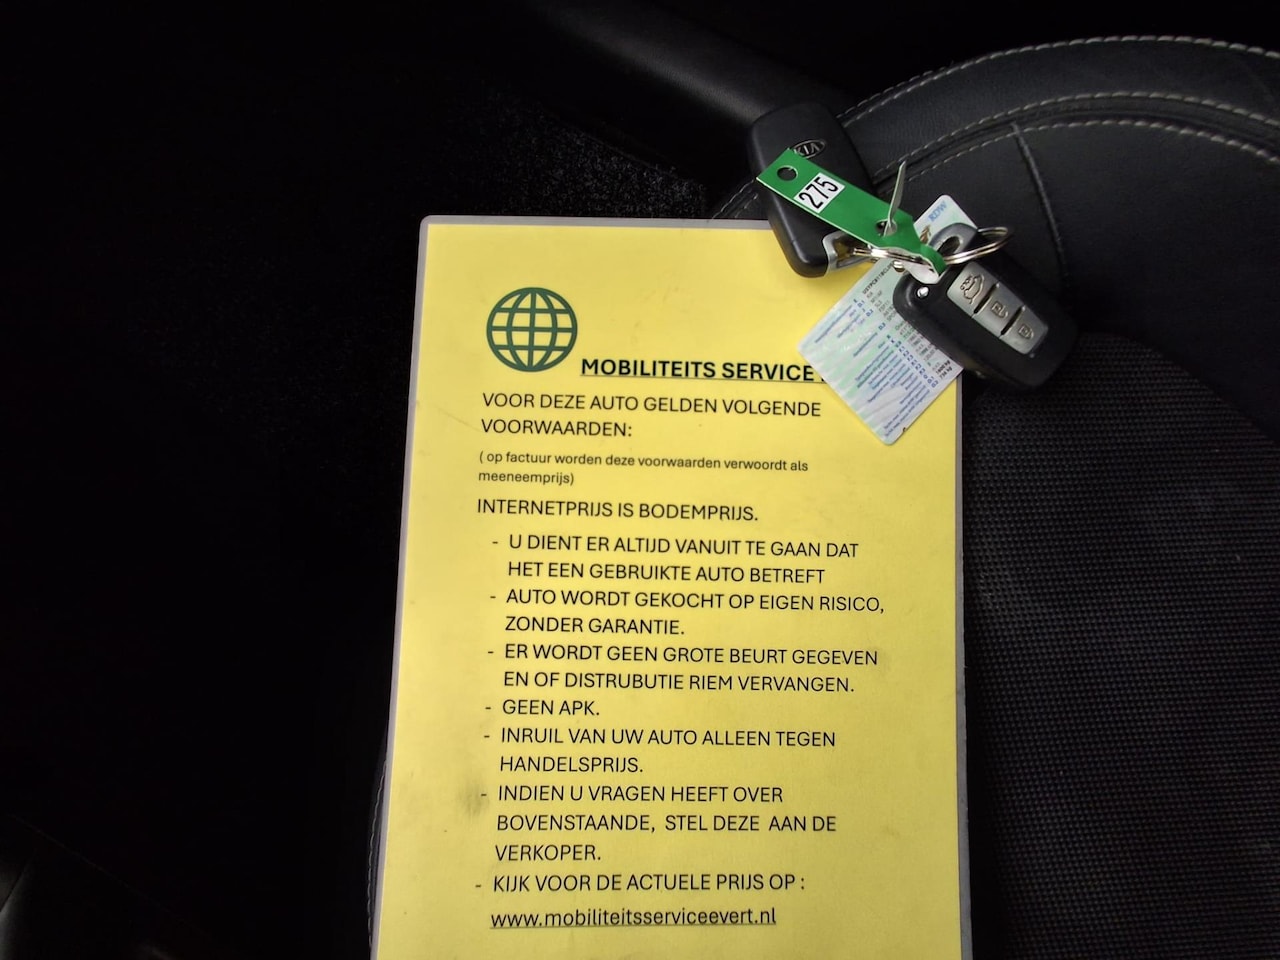 KIA
275
RDW
MOBILITEITS SERVICE
VOOR DEZE AUTO GELDEN VOLGENDE
VOORWAARDEN:
( op factuur worden deze voorwaarden verwoordt als
meeneemprijs)
INTERNETPRIJS IS BODEMPRIJS.
- U DIENT ER ALTIJD VANUIT TE GAAN DAT
HET EEN GEBRUIKTE AUTO BETREFT
- AUTO WORDT GEKOCHT OP EIGEN RISICO,
ZONDER GARANTIE.
- ER WORDT GEEN GROTE BEURT GEGEVEN
EN OF DISTRUBUTIE RIEM VERVANGEN.
- GEEN APK.
- INRUIL VAN UW AUTO ALLEEN TEGEN
HANDELSPRIJS.
- INDIEN U VRAGEN HEEFT OVER
BOVENSTAANDE, STEL DEZE AAN DE
VERKOPER.
- KIJK VOOR DE ACTUELE PRIJS OP :
www.mobiliteitsserviceevert.nl